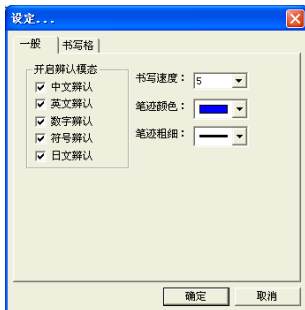 设定...
一般
书写格
开启辨认模态
中文辨认
英文辨认
数字辨认
符号辨认
日文辨认
书写速度：
5
笔迹颜色：
笔迹粗细：
确定
取消